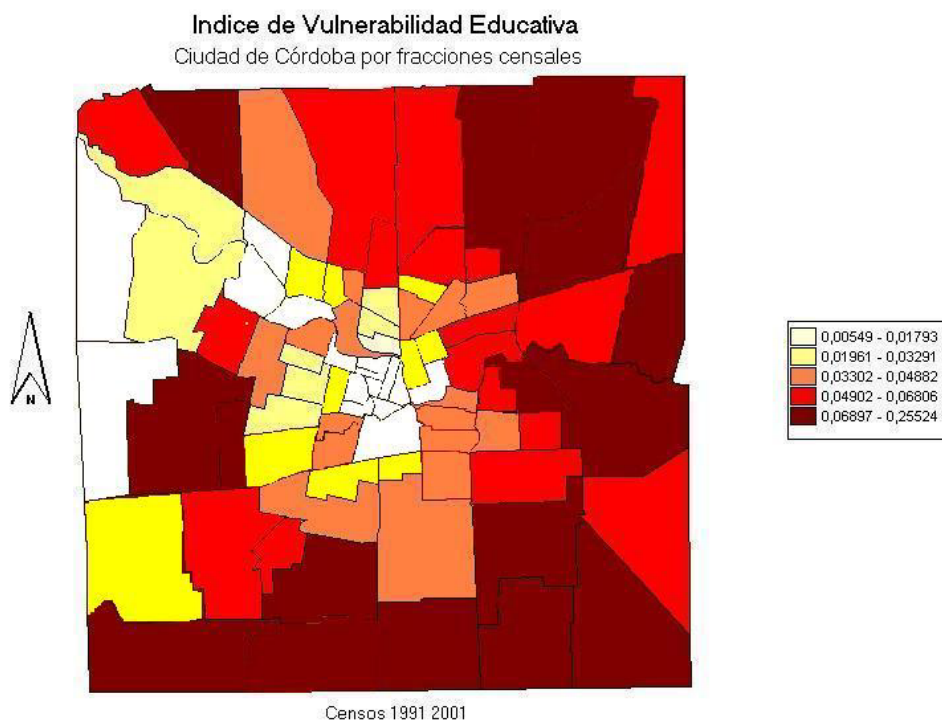 Indice de Vulnerabilidad Educativa
Ciudad de Córdoba por fracciones censales
N
0,00549 - 0,01793
0,01961 - 0,03291
0,03302 - 0,04882
0,04902 - 0,06806
0,06897 - 0,25524
Censos 1991 2001